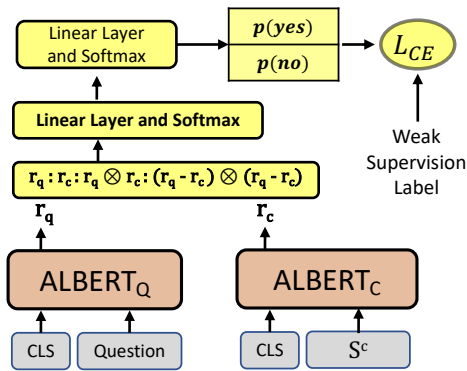 Linear Layer
and Softmax
p(yes)
p(no)
L_CE
Linear Layer and Softmax
Weak
Supervision
Label
r_q : r_c : r_q ⊗ r_c : (r_q - r_c) ⊗ (r_q - r_c)
r_q
r_c
ALBERT_Q
ALBERT_C
CLS
Question
CLS
S^c